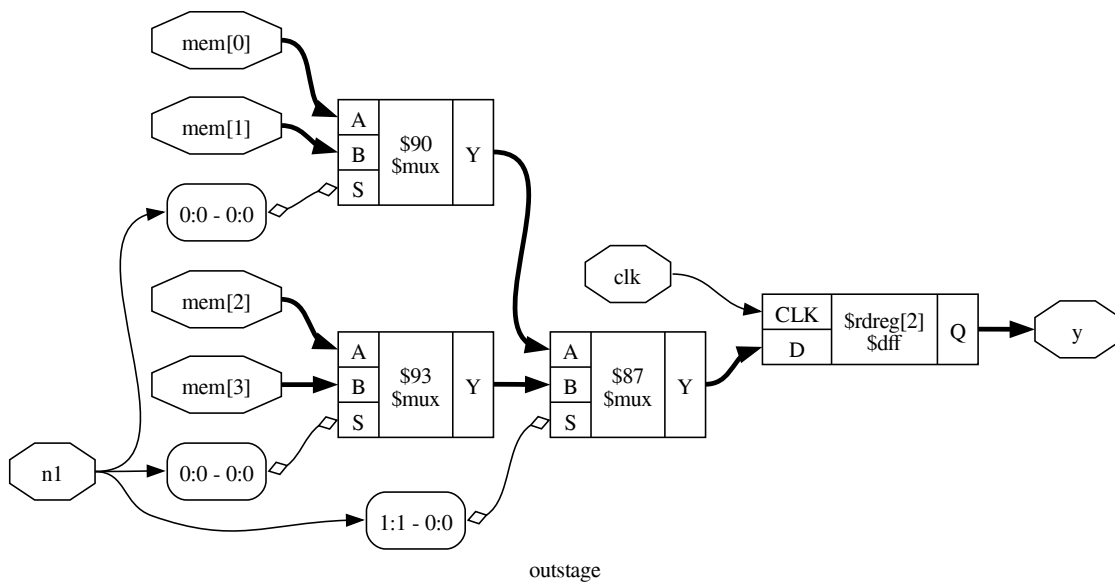 mem[0]
mem[1]
A
B
S
$90
$mux
Y
0:0 - 0:0
mem[2]
mem[3]
A
B
S
$93
$mux
Y
n1
0:0 - 0:0
1:1 - 0:0
A
B
S
$87
$mux
Y
clk
CLK
D
$rdreg[2]
$dff
Q
y
outstage